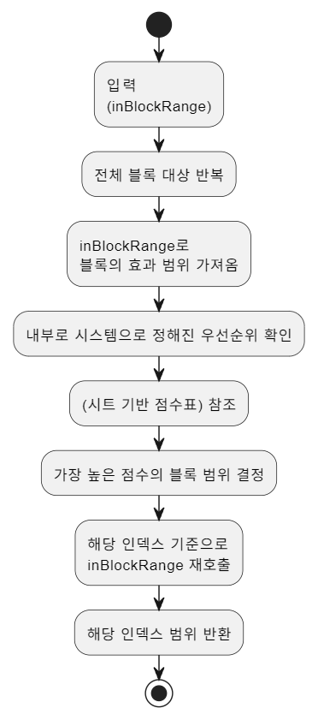 입력
(inBlockRange)
전체 블록 대상 반복
inBlockRange로
블록의 효과 범위 가져옴
내부로 시스템으로 정해진 우선순위 확인
(시트 기반 점수표) 참조
가장 높은 점수의 블록 범위 결정
해당 인덱스 기준으로
inBlockRange 재호출
해당 인덱스 범위 반환